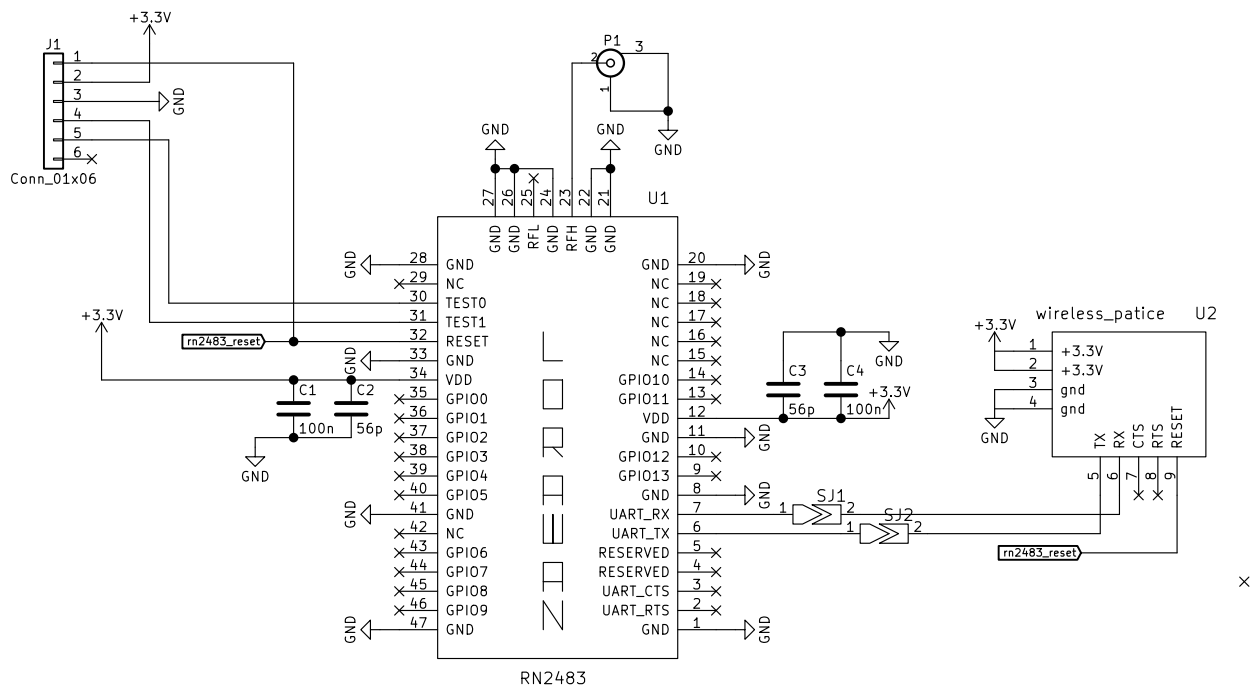 +3.3V
J1
1
2
3
4
5
6
GND
Conn_01x06
P1
2
3
1
GND
GND
GND
27
26
25
24
23
22
21
GND
GND
RFL
GND
RFH
GND
GND
U1
GND 28 GND
29 NC
30 TEST0
31 TEST1
rn2483_reset 32 RESET
GND 33 GND
+3.3V 34 VDD
35 GPIO0
36 GPIO1
37 GPIO2
38 GPIO3
39 GPIO4
40 GPIO5
GND 41 GND
42 NC
43 GPIO6
44 GPIO7
45 GPIO8
46 GPIO9
GND 47 GND
C1
100n
C2
56p
GND
LORAWAN
GND 20 GND
NC 19
NC 18
NC 17
NC 16
NC 15
GPIO10 14
GPIO11 13
VDD 12
GND 11 GND
GPIO12 10
GPIO13 9
GND 8 GND
UART_RX 7
UART_TX 6
RESERVED 5
RESERVED 4
UART_CTS 3
UART_RTS 2
GND 1 GND
RN2483
C3
56p
C4
100n
GND
+3.3V
1 SJ1 2
1 SJ2 2
wireless_patice U2
+3.3V
1 +3.3V
2 +3.3V
3 gnd
4 gnd
GND
TX
RX
CTS
RTS
RESET
5
6
7
8
9
rn2483_reset